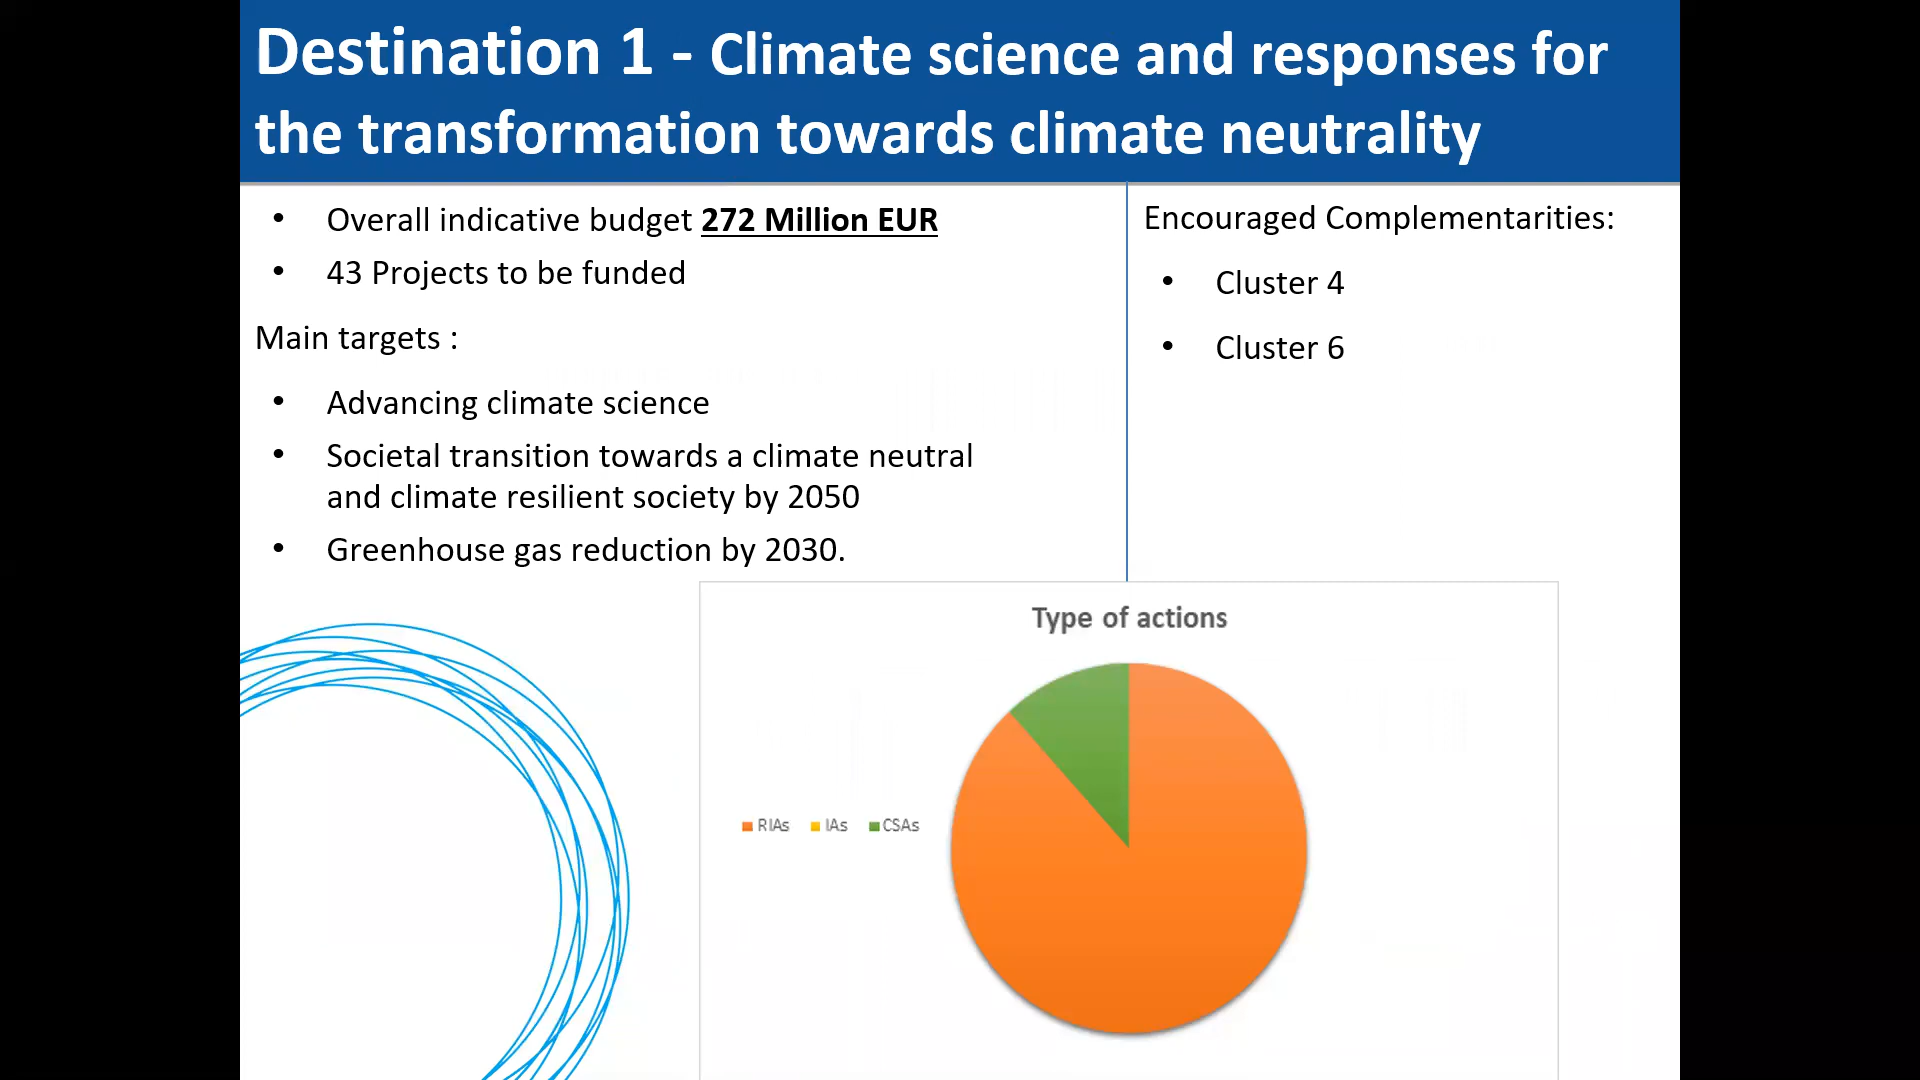 Destination 1 - Climate science and responses for
the transformation towards climate neutrality
• Overall indicative budget 272 Million EUR
• 43 Projects to be funded
Main targets :
• Advancing climate science
• Societal transition towards a climate neutral
and climate resilient society by 2050
• Greenhouse gas reduction by 2030.
Encouraged Complementarities:
• Cluster 4
• Cluster 6
Type of actions
RIAs IAs CSAs